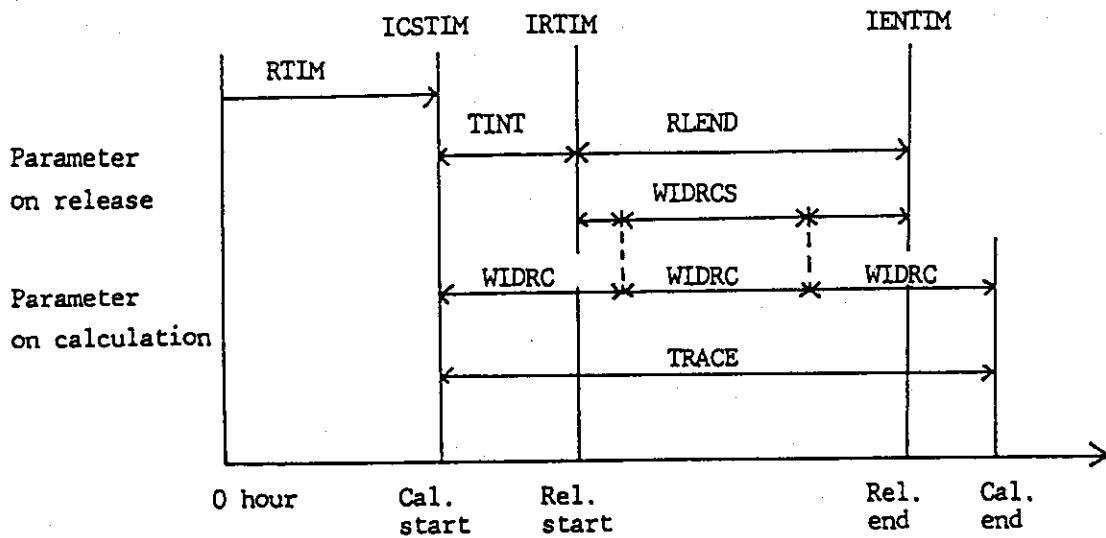 ICSTIM IRTIM IENTIM
RTIM
TINT RLEND
Parameter
on release
WIDRCS
WIDRC WIDRC WIDRC
Parameter
on calculation
TRACE
0 hour Cal. Rel. Rel. Cal.
start start end end